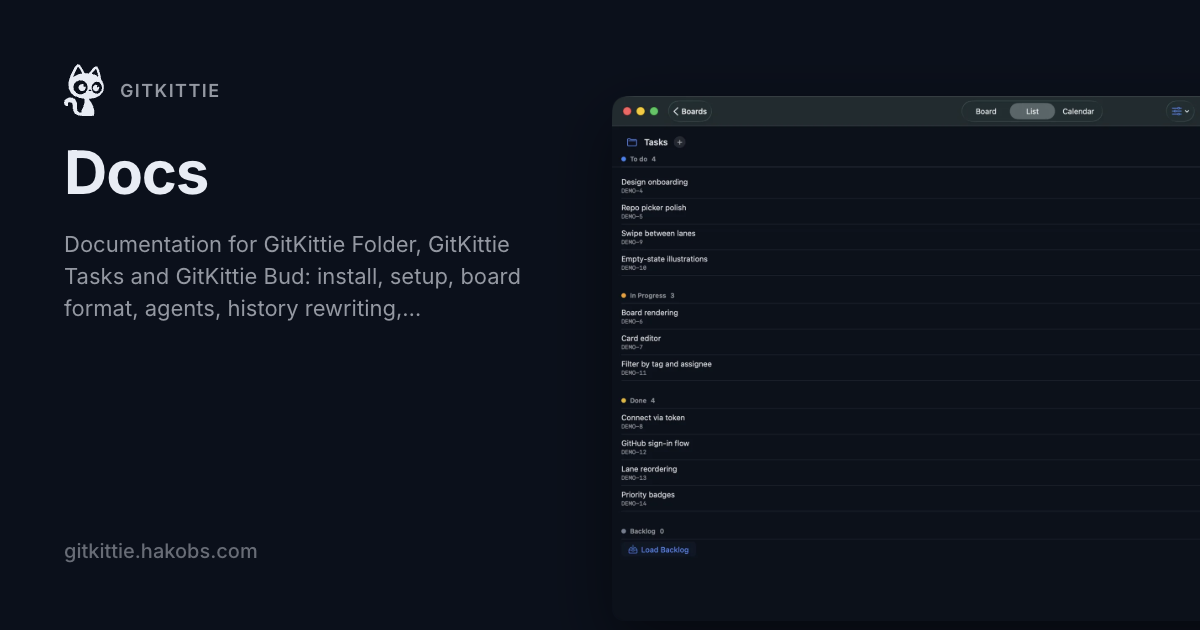 GITKITTIE
Docs
Documentation for GitKittie Folder, GitKittie
Tasks and GitKittie Bud: install, setup, board
format, agents, history rewriting,...
gitkittie.hakobs.com
Boards
Board
List
Calendar
Tasks
To do 4
Design onboarding
DEMO-4
Repo picker polish
DEMO-5
Swipe between lanes
DEMO-9
Empty-state illustrations
DEMO-10
In Progress 3
Board rendering
DEMO-6
Card editor
DEMO-7
Filter by tag and assignee
DEMO-11
Done 4
Connect via token
DEMO-8
GitHub sign-in flow
DEMO-12
Lane reordering
DEMO-13
Priority badges
DEMO-14
Backlog 0
Load Backlog